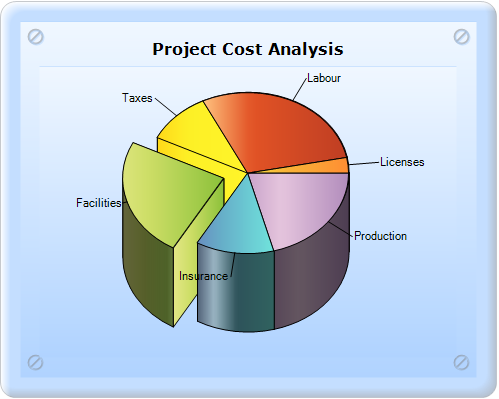 Project Cost Analysis
Labour
Taxes
Licenses
Facilities
Production
Insurance